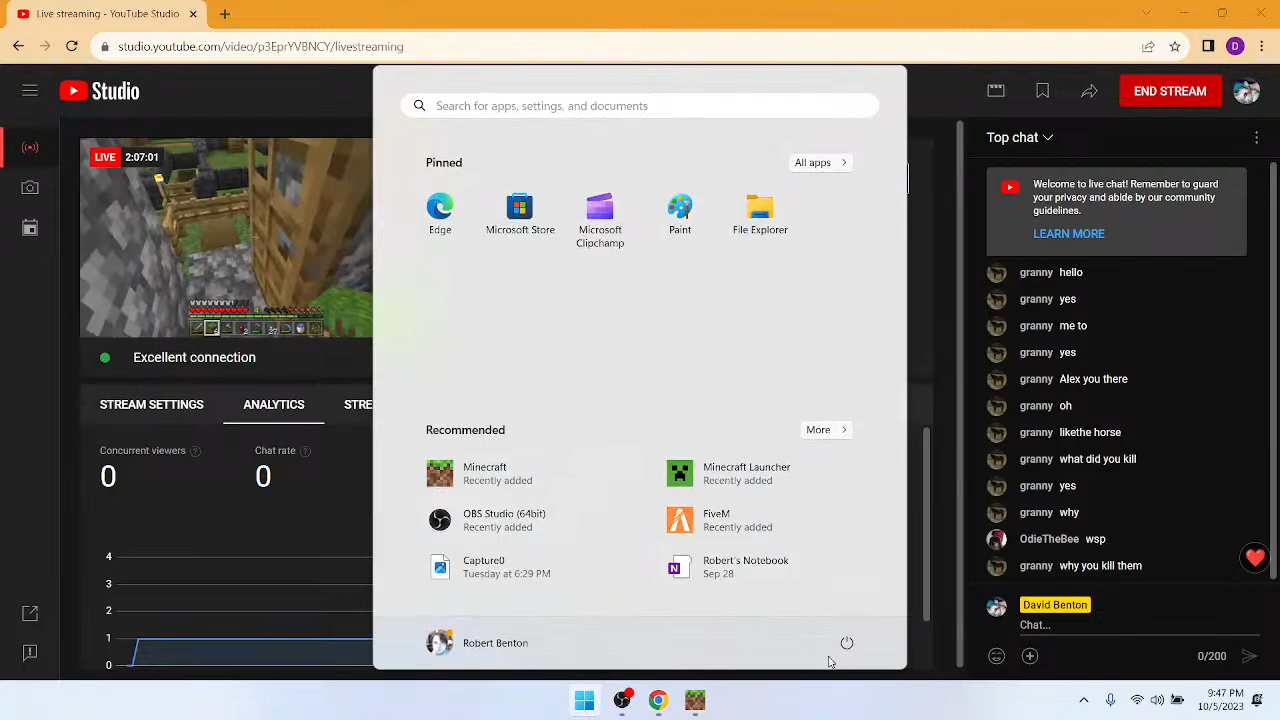 Live streaming - YouTube Studio
studio.youtube.com/video/p3EprYVBNCY/livestreaming
D
Studio
END STREAM
LIVE 2:07:01
Excellent connection
STREAM SETTINGS
ANALYTICS
STRE
Concurrent viewers
0
Chat rate
0
4
3
2
1
0
Search for apps, settings, and documents
Pinned
All apps
Edge
Microsoft Store
Microsoft
Clipchamp
Paint
File Explorer
Recommended
More
Minecraft
Recently added
Minecraft Launcher
Recently added
OBS Studio (64bit)
Recently added
FiveM
Recently added
Capture0
Tuesday at 6:29 PM
Robert's Notebook
Sep 28
Robert Benton
Top chat
Welcome to live chat! Remember to guard
your privacy and abide by our community
guidelines.
LEARN MORE
granny hello
granny yes
granny me to
granny yes
granny Alex you there
granny oh
granny likethe horse
granny what did you kill
granny yes
granny why
OdieTheBee wsp
granny why you kill them
David Benton
Chat...
0/200
9:47 PM
10/5/2023